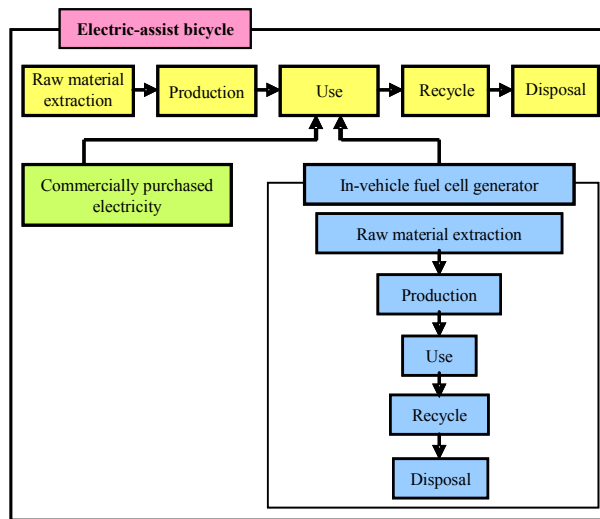 Electric-assist bicycle
Raw material
extraction
Production
Use
Recycle
Disposal
Commercially purchased
electricity
In-vehicle fuel cell generator
Raw material extraction
Production
Use
Recycle
Disposal